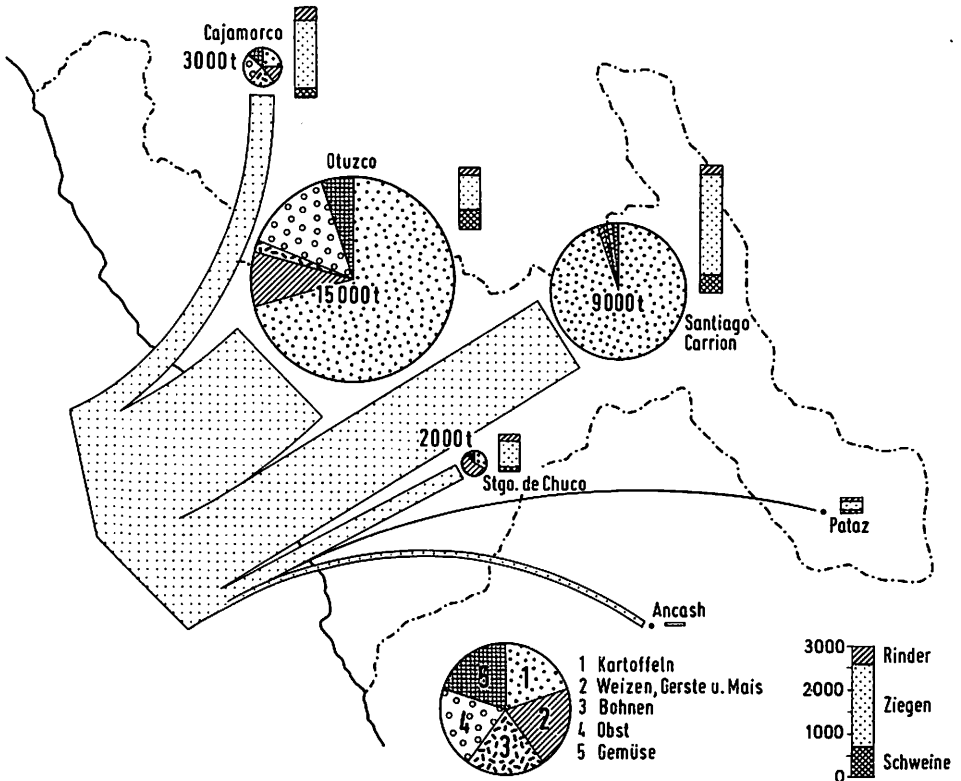 Cajamarca
3000t
Otuzco
15000t
9000t
Santiago
Carrion
2000t
Stgo. de Chuco
Pataz
Ancash
5
1
4
2
3
1 Kartoffeln
2 Weizen, Gerste u. Mais
3 Bohnen
4 Obst
5 Gemüse
3000
2000
1000
0
Rinder
Ziegen
Schweine